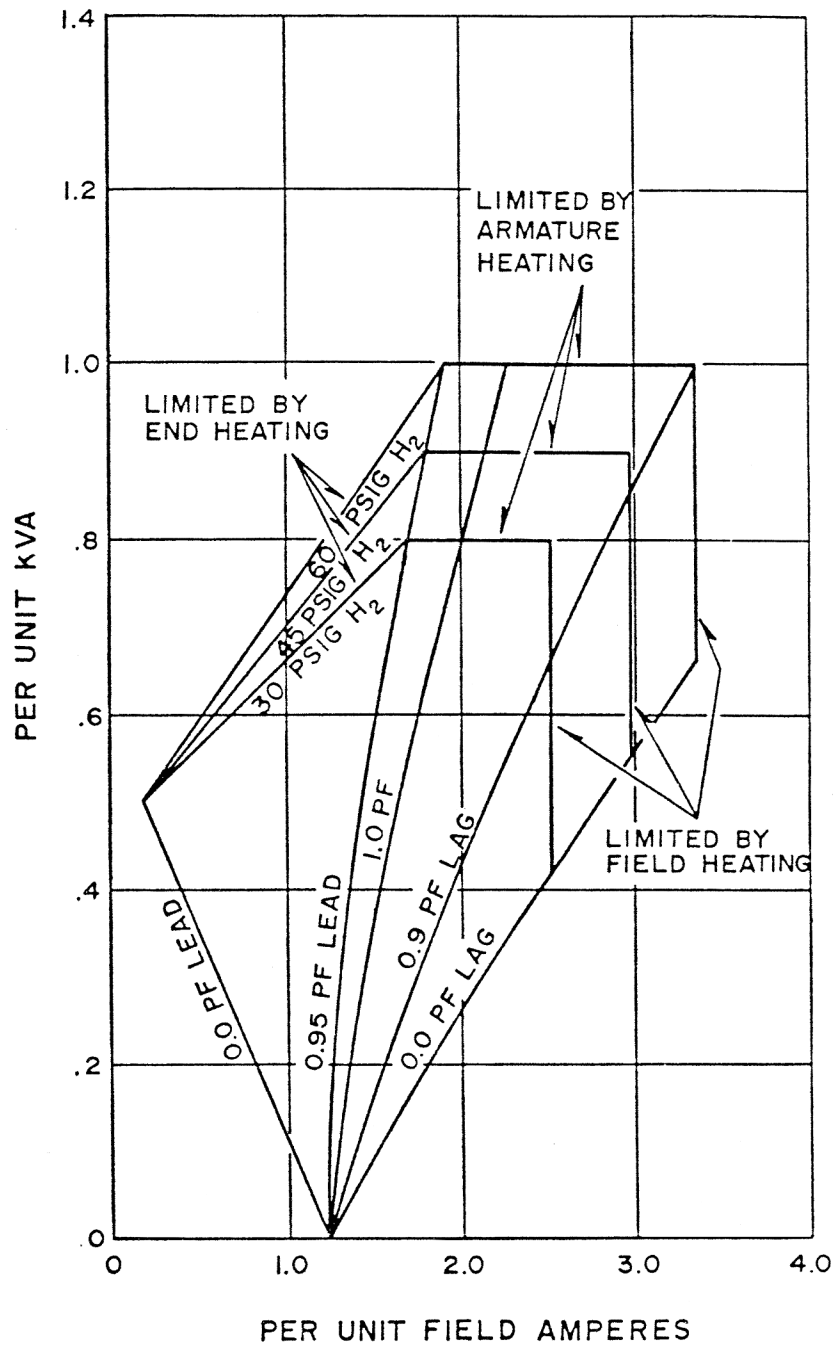 1.4
1.2
1.0
.8
.6
.4
.2
.0
PER UNIT KVA
LIMITED BY
ARMATURE
HEATING
LIMITED BY
END HEATING
60 PSIG H2
45 PSIG H2
30 PSIG H2
0.0 PF LEAD
0.95 PF LEAD
1.0 PF
0.9 PF LAG
0.0 PF LAG
LIMITED BY
FIELD HEATING
0
1.0
2.0
3.0
4.0
PER UNIT FIELD AMPERES